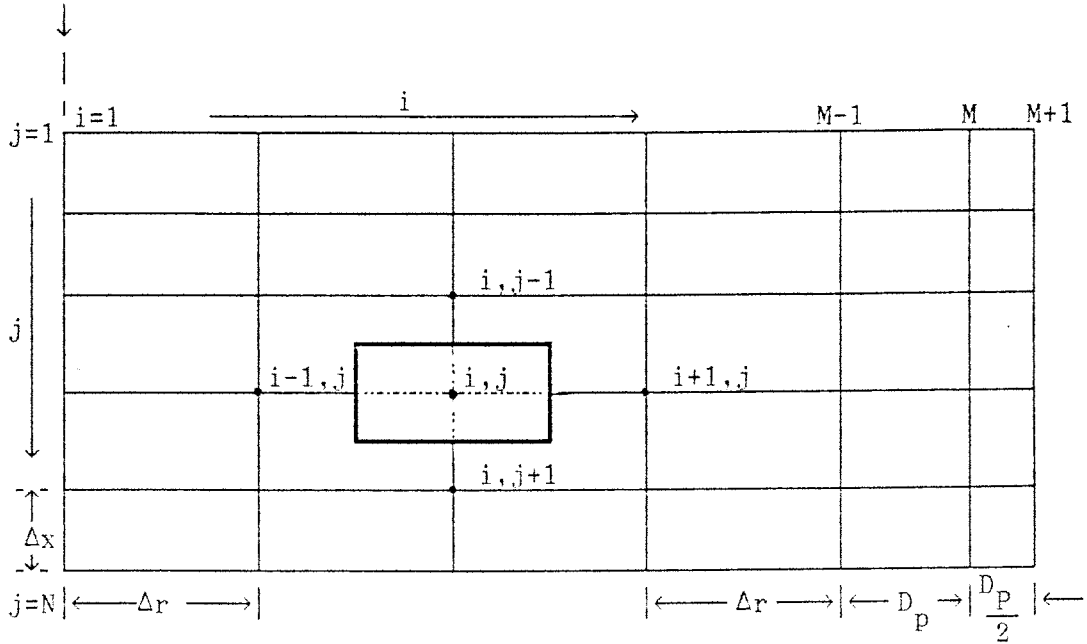 i
j=1 i=1 M-1 M M+1
i,j-1
j
i-1,j i,j i+1,j
i,j+1
Δx
j=N Δr Δr D_p D_p/2